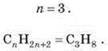 n = 3 .
CₙH₂ₙ₊₂ = C₃H₈ .